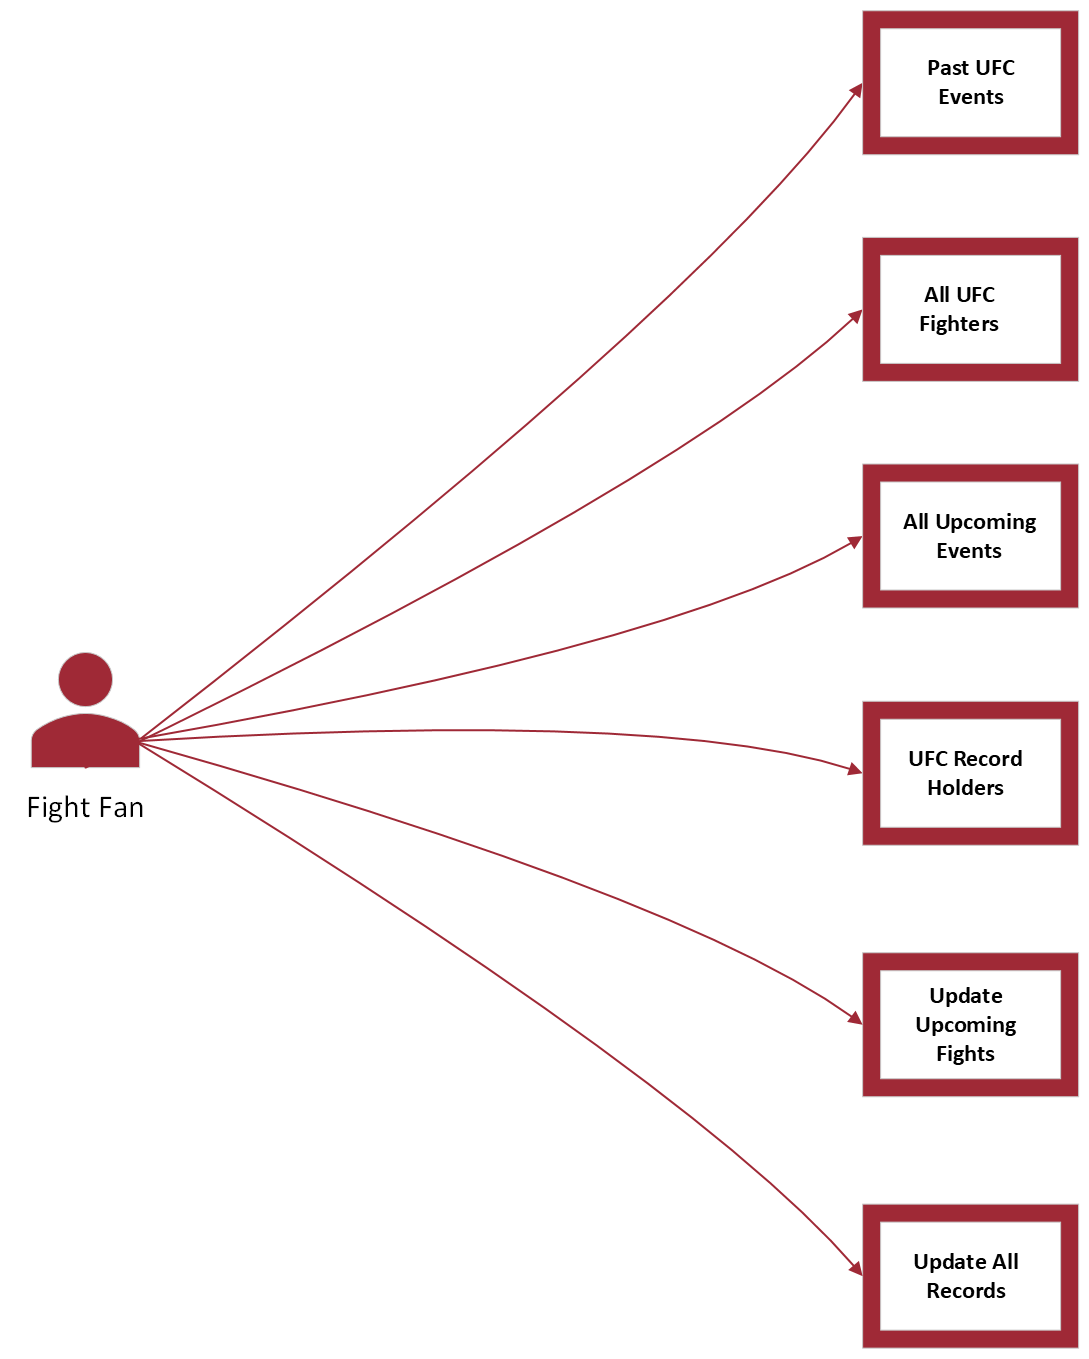 Past UFC
Events
All UFC
Fighters
All Upcoming
Events
Fight Fan
UFC Record
Holders
Update
Upcoming
Fights
Update All
Records